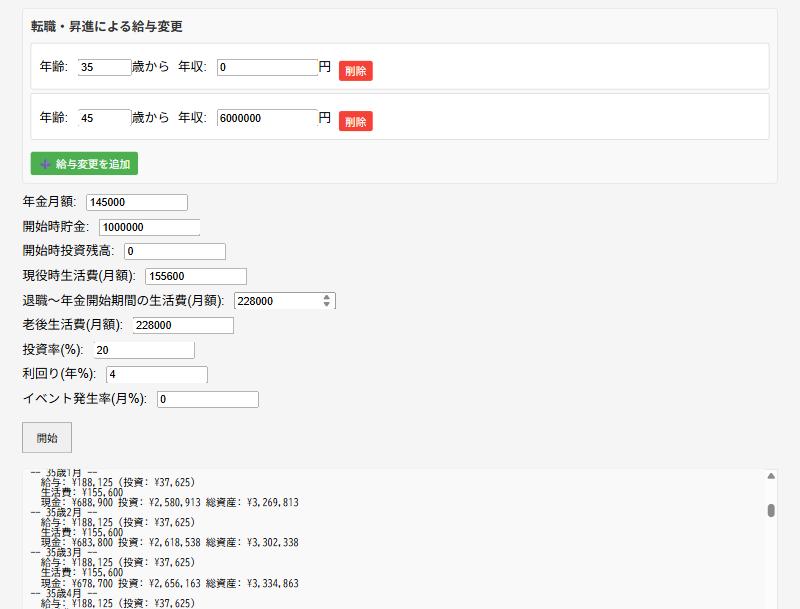 転職・昇進による給与変更
年齢: 35 歳から 年収: 0 円 削除
年齢: 45 歳から 年収: 6000000 円 削除
➕ 給与変更を追加
年金月額: 145000
開始時貯金: 1000000
開始時投資残高: 0
現役時生活費(月額): 155600
退職～年金開始期間の生活費(月額): 228000
老後生活費(月額): 228000
投資率(%): 20
利回り(年%): 4
イベント発生率(月%): 0
開始
-- 35歳1月 --
給与: ¥188,125 (投資: ¥37,625)
生活費: ¥155,600
現金: ¥688,900 投資: ¥2,580,913 総資産: ¥3,269,813
-- 35歳2月 --
給与: ¥188,125 (投資: ¥37,625)
生活費: ¥155,600
現金: ¥683,800 投資: ¥2,618,538 総資産: ¥3,302,338
-- 35歳3月 --
給与: ¥188,125 (投資: ¥37,625)
生活費: ¥155,600
現金: ¥678,700 投資: ¥2,656,163 総資産: ¥3,334,863
-- 35歳4月 --
給与: ¥188,125 (投資: ¥37,625)